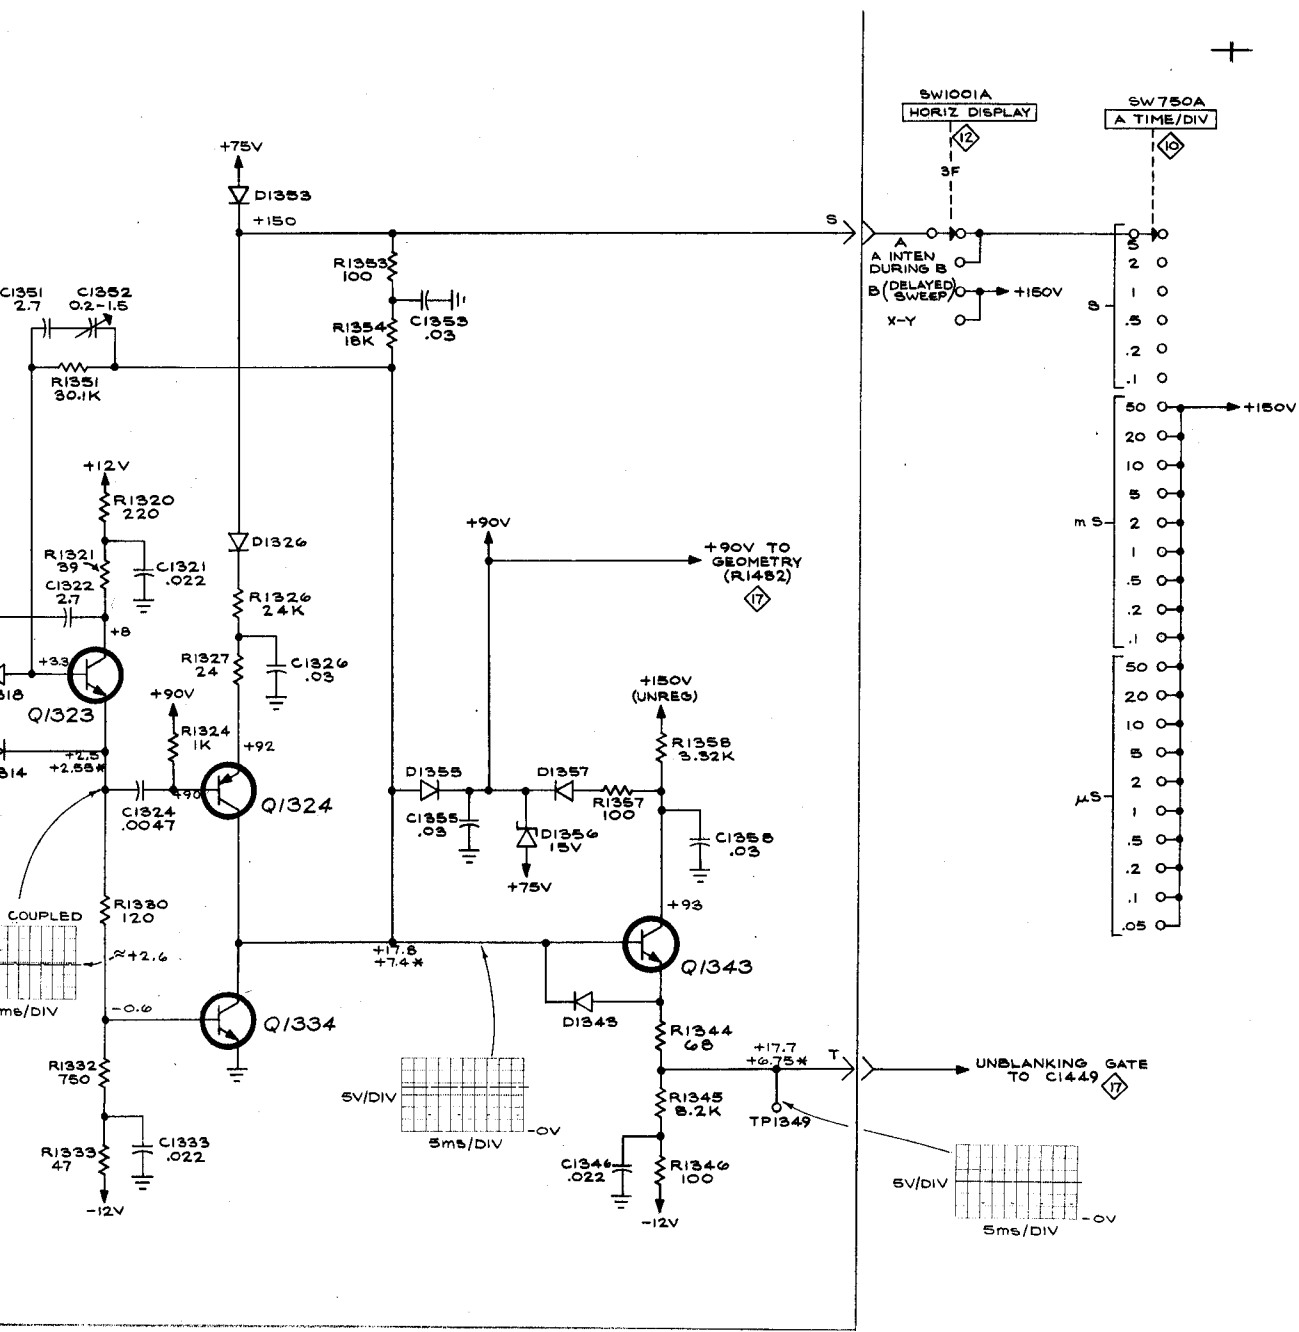 SW1001A
HORIZ DISPLAY
12
3F
SW750A
A TIME/DIV
10
+75V
D1353
+150
S
A
A INTEN
DURING B
B (DELAYED SWEEP)
X-Y
+150V
S
5
2
1
.5
.2
.1
mS
50
20
10
5
2
1
.5
.2
.1
+150V
µS
50
20
10
5
2
1
.5
.2
.1
.05
R1353
100
C1353
.03
R1354
18K
C1351
2.7
C1352
0.2-1.5
R1351
30.1K
+12V
R1320
220
R1321
39
C1321
.022
C1322
2.7
+8
+3.3
Q1323
318
314
+2.5
+2.55*
D1326
R1326
24K
R1327
24
C1326
.03
+90V
R1324
1K
+92
+90
Q1324
C1324
.0047
+90V
+90V TO
GEOMETRY
(R1482)
17
+150V
(UNREG)
R1358
3.32K
D1355
D1357
R1357
100
C1355
.03
D1356
15V
+75V
C1358
.03
+93
Q1343
COUPLED
≈+2.6
ms/DIV
R1330
120
-0.6
Q1334
R1332
750
R1333
47
C1333
.022
-12V
+17.8
+7.4*
D1343
R1344
68
+17.7
+6.75*
T
UNBLANKING GATE
TO C1449
17
R1345
8.2K
TP1349
C1346
.022
R1346
100
-12V
5V/DIV
-0V
5ms/DIV
5V/DIV
-0V
5ms/DIV